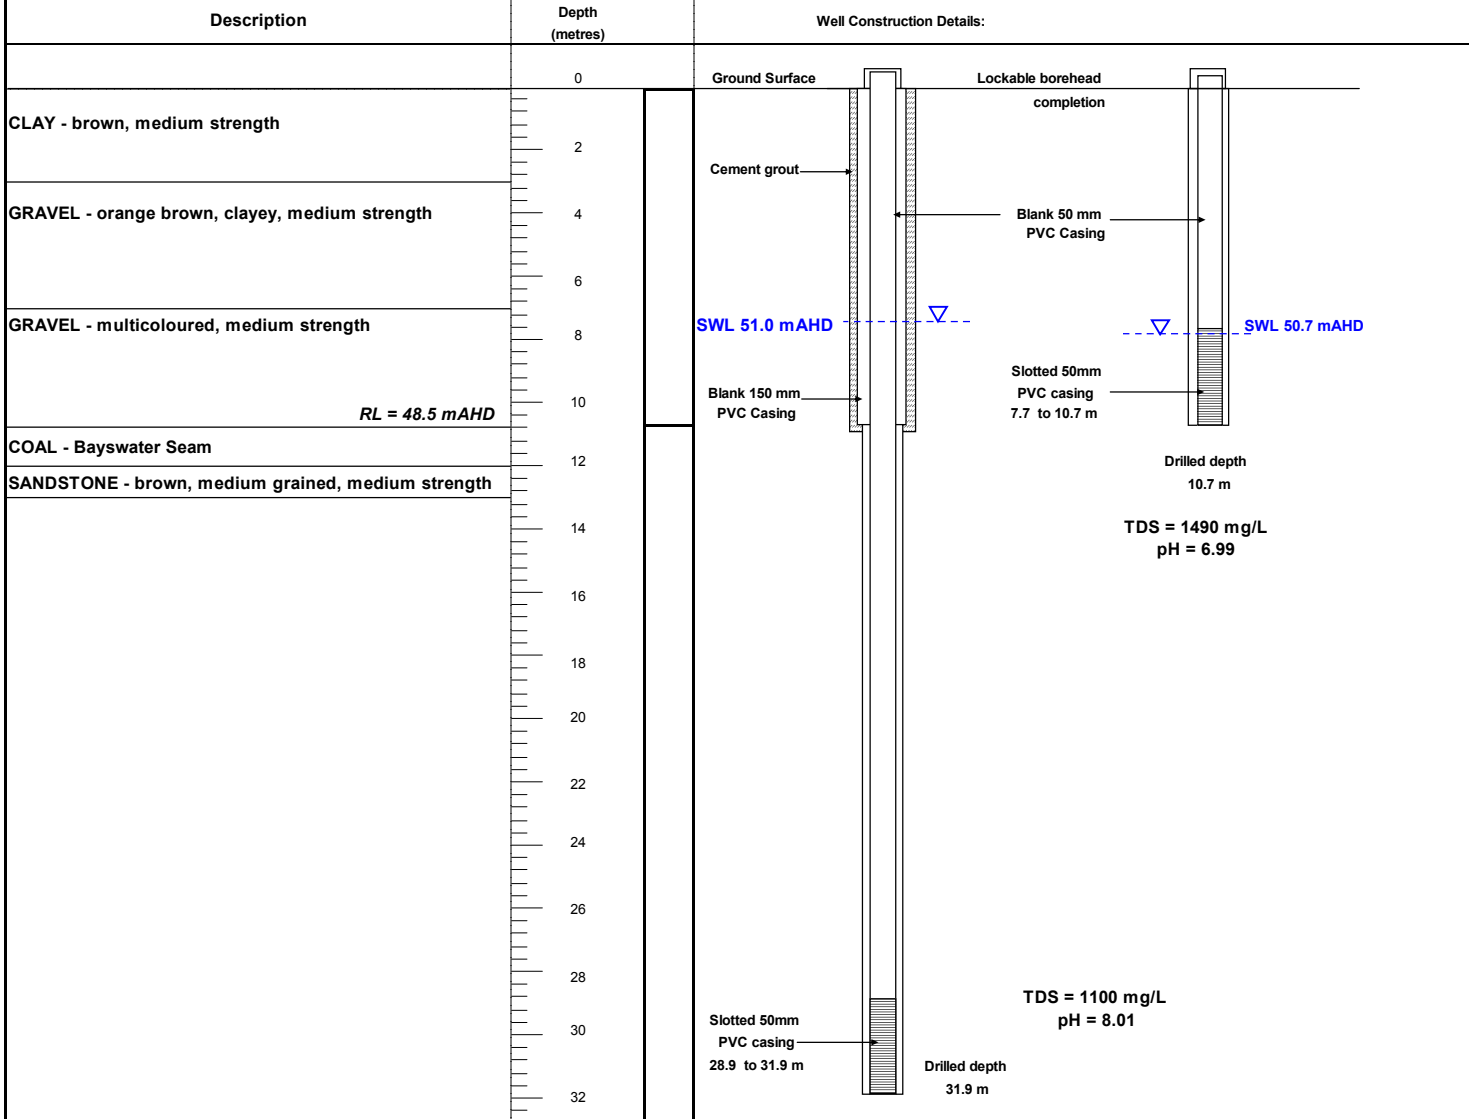 Description
Depth
(metres)
Well Construction Details:
0
Ground Surface
Lockable borehead
completion
CLAY - brown, medium strength
2
Cement grout
GRAVEL - orange brown, clayey, medium strength
4
Blank 50 mm
PVC Casing
6
GRAVEL - multicoloured, medium strength
8
SWL 51.0 mAHD
SWL 50.7 mAHD
Slotted 50mm
PVC casing
7.7 to 10.7 m
Blank 150 mm
PVC Casing
10
RL = 48.5 mAHD
COAL - Bayswater Seam
12
Drilled depth
10.7 m
SANDSTONE - brown, medium grained, medium strength
14
TDS = 1490 mg/L
pH = 6.99
16
18
20
22
24
26
28
TDS = 1100 mg/L
pH = 8.01
30
Slotted 50mm
PVC casing
28.9 to 31.9 m
Drilled depth
31.9 m
32